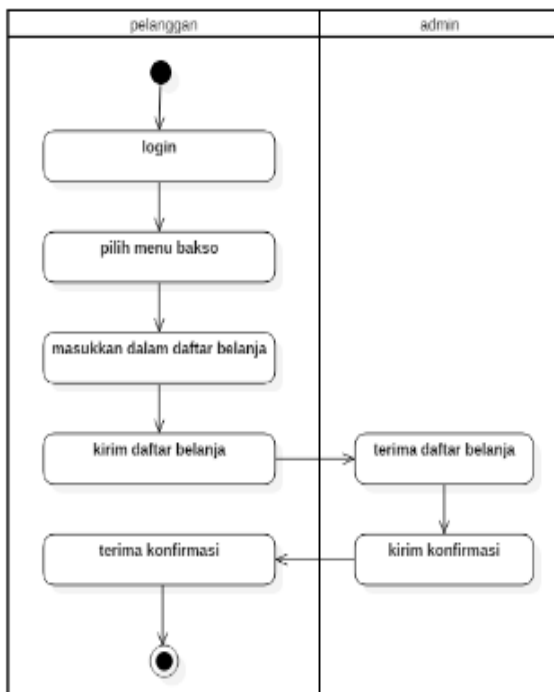 pelanggan
admin
login
pilih menu bakso
masukkan dalam daftar belanja
kirim daftar belanja
terima daftar belanja
terima konfirmasi
kirim konfirmasi